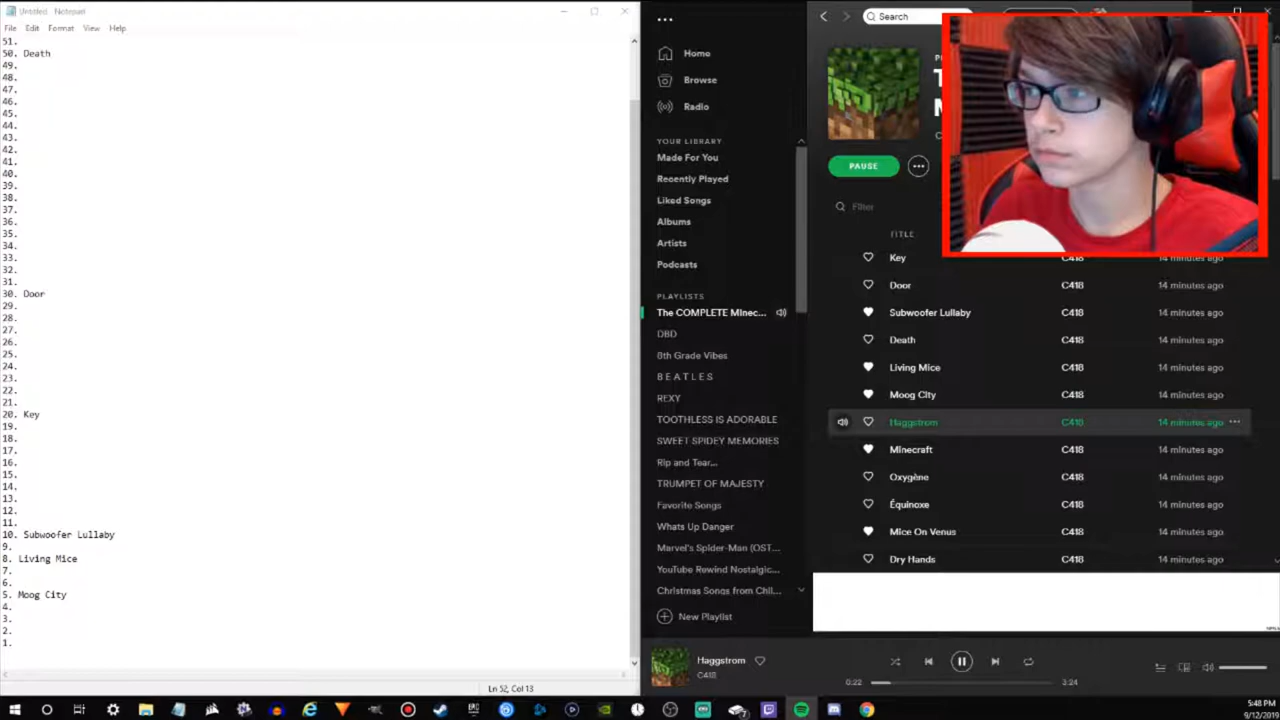 Untitled - Notepad
File Edit Format View Help
51.
50. Death
49.
48.
47.
46.
45.
44.
43.
42.
41.
40.
39.
38.
37.
36.
35.
34.
33.
32.
31.
30. Door
29.
28.
27.
26.
25.
24.
23.
22.
21.
20. Key
19.
18.
17.
16.
15.
14.
13.
12.
11.
10. Subwoofer Lullaby
9.
8. Living Mice
7.
6.
5. Moog City
4.
3.
2.
1.
Ln 52, Col 13
Home
Browse
Radio
YOUR LIBRARY
Made For You
Recently Played
Liked Songs
Albums
Artists
Podcasts
PLAYLISTS
The COMPLETE Minec...
DBD
8th Grade Vibes
B E A T L E S
REXY
TOOTHLESS IS ADORABLE
SWEET SPIDEY MEMORIES
Rip and Tear...
TRUMPET OF MAJESTY
Favorite Songs
Whats Up Danger
Marvel's Spider-Man (OST...
YouTube Rewind Nostalgic...
Christmas Songs from Chil...
New Playlist
Search
PAUSE
Filter
TITLE
Key C418 14 minutes ago
Door C418 14 minutes ago
Subwoofer Lullaby C418 14 minutes ago
Death C418 14 minutes ago
Living Mice C418 14 minutes ago
Moog City C418 14 minutes ago
Haggstrom C418 14 minutes ago
Minecraft C418 14 minutes ago
Oxygène C418 14 minutes ago
Équinoxe C418 14 minutes ago
Mice On Venus C418 14 minutes ago
Dry Hands C418 14 minutes ago
Haggstrom
C418
0:22
3:24
5:48 PM
9/12/2019